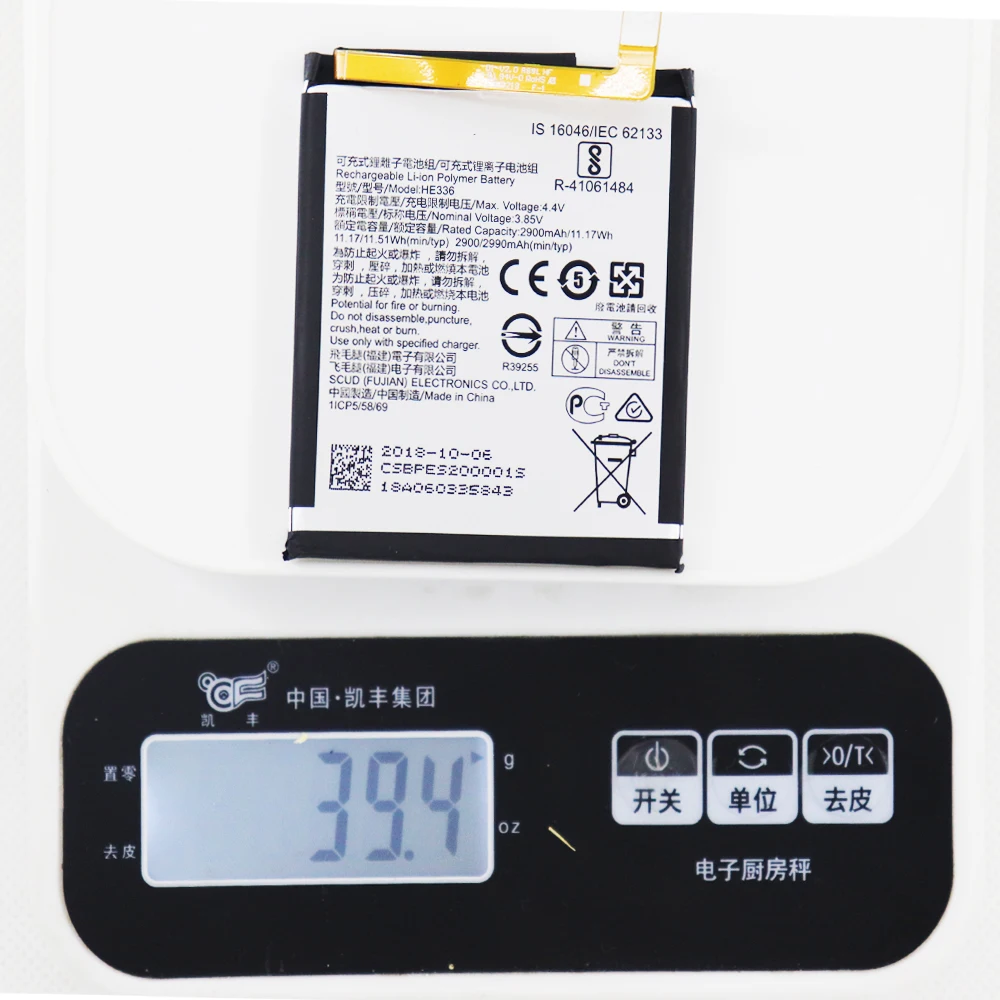 IS 16046/IEC 62133
R-41061484
可充式鋰離子電池組/可充式锂离子电池组
Rechargeable Li-ion Polymer Battery
型號/型号/Model:HE336
充電限制電壓/充电限制电压/Max. Voltage:4.4V
標稱電壓/标称电压/Nominal Voltage:3.85V
額定電容量/额定容量/Rated Capacity:2900mAh/11.17Wh
11.17/11.51Wh(min/typ) 2900/2990mAh(min/typ)
為防止起火或爆炸，請勿拆解，
穿刺，壓碎，加熱或燃燒本電池
为防止起火或爆炸，请勿拆解，
穿刺，压碎，加热或燃烧本电池
Potential for fire or burning.
Do not disassemble,puncture,
crush,heat or burn.
Use only with specified charger.
飛毛腿(福建)電子有限公司
飞毛腿(福建)电子有限公司
SCUD (FUJIAN) ELECTRONICS CO.,LTD.
中國製造/中国制造/Made in China
1ICP5/58/69
CE
5
廢電池請回收
R39255
警告
WARNING
严禁拆解
DON'T
DISASSEMBLE
2018-10-06
CSBPES200001S
18A060335843
凯丰
®
中国·凯丰集团
置零
去皮
39.4
g
oz
开关
单位
>0/T<
去皮
电子厨房秤